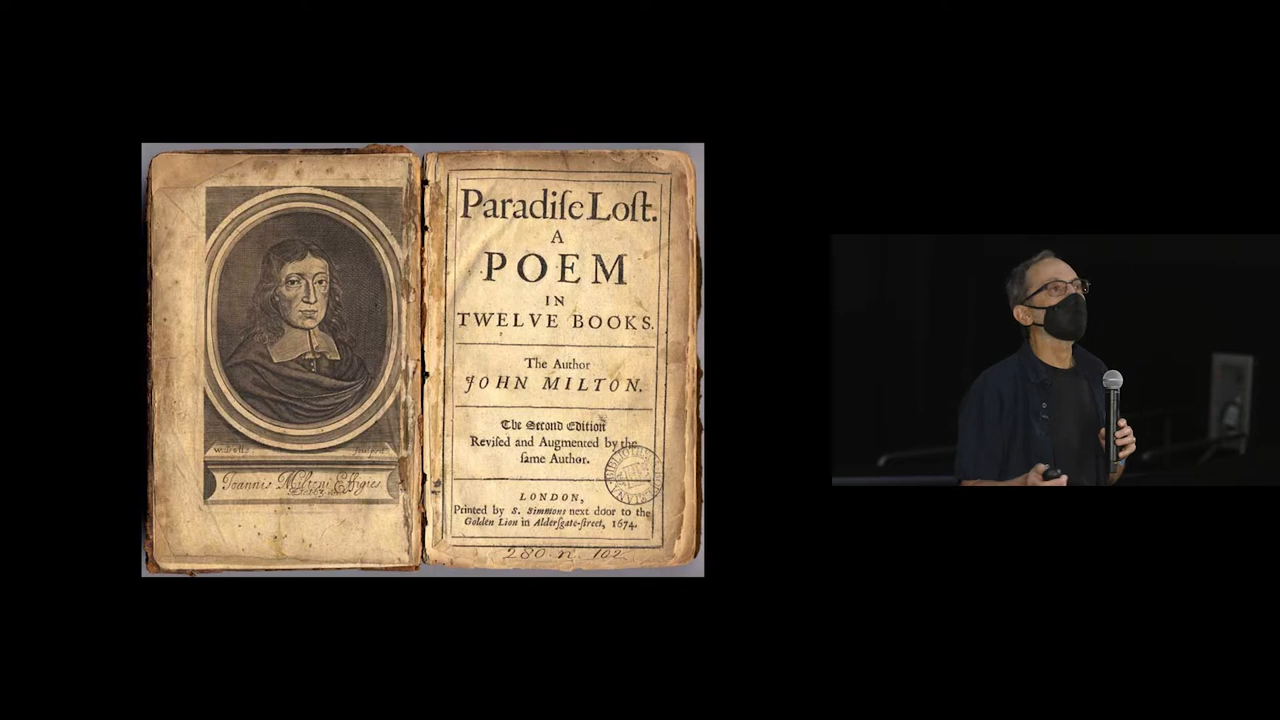 Joannis Miltoni Effigies
Paradiſe Loſt.
A
POEM
IN
TWELVE BOOKS.
The Author
JOHN MILTON.
The Second Edition
Reviſed and Augmented by the
ſame Author.
LONDON,
Printed by S. Simmons next door to the
Golden Lion in Alderſgate-ſtreet, 1674.
280. n. 102